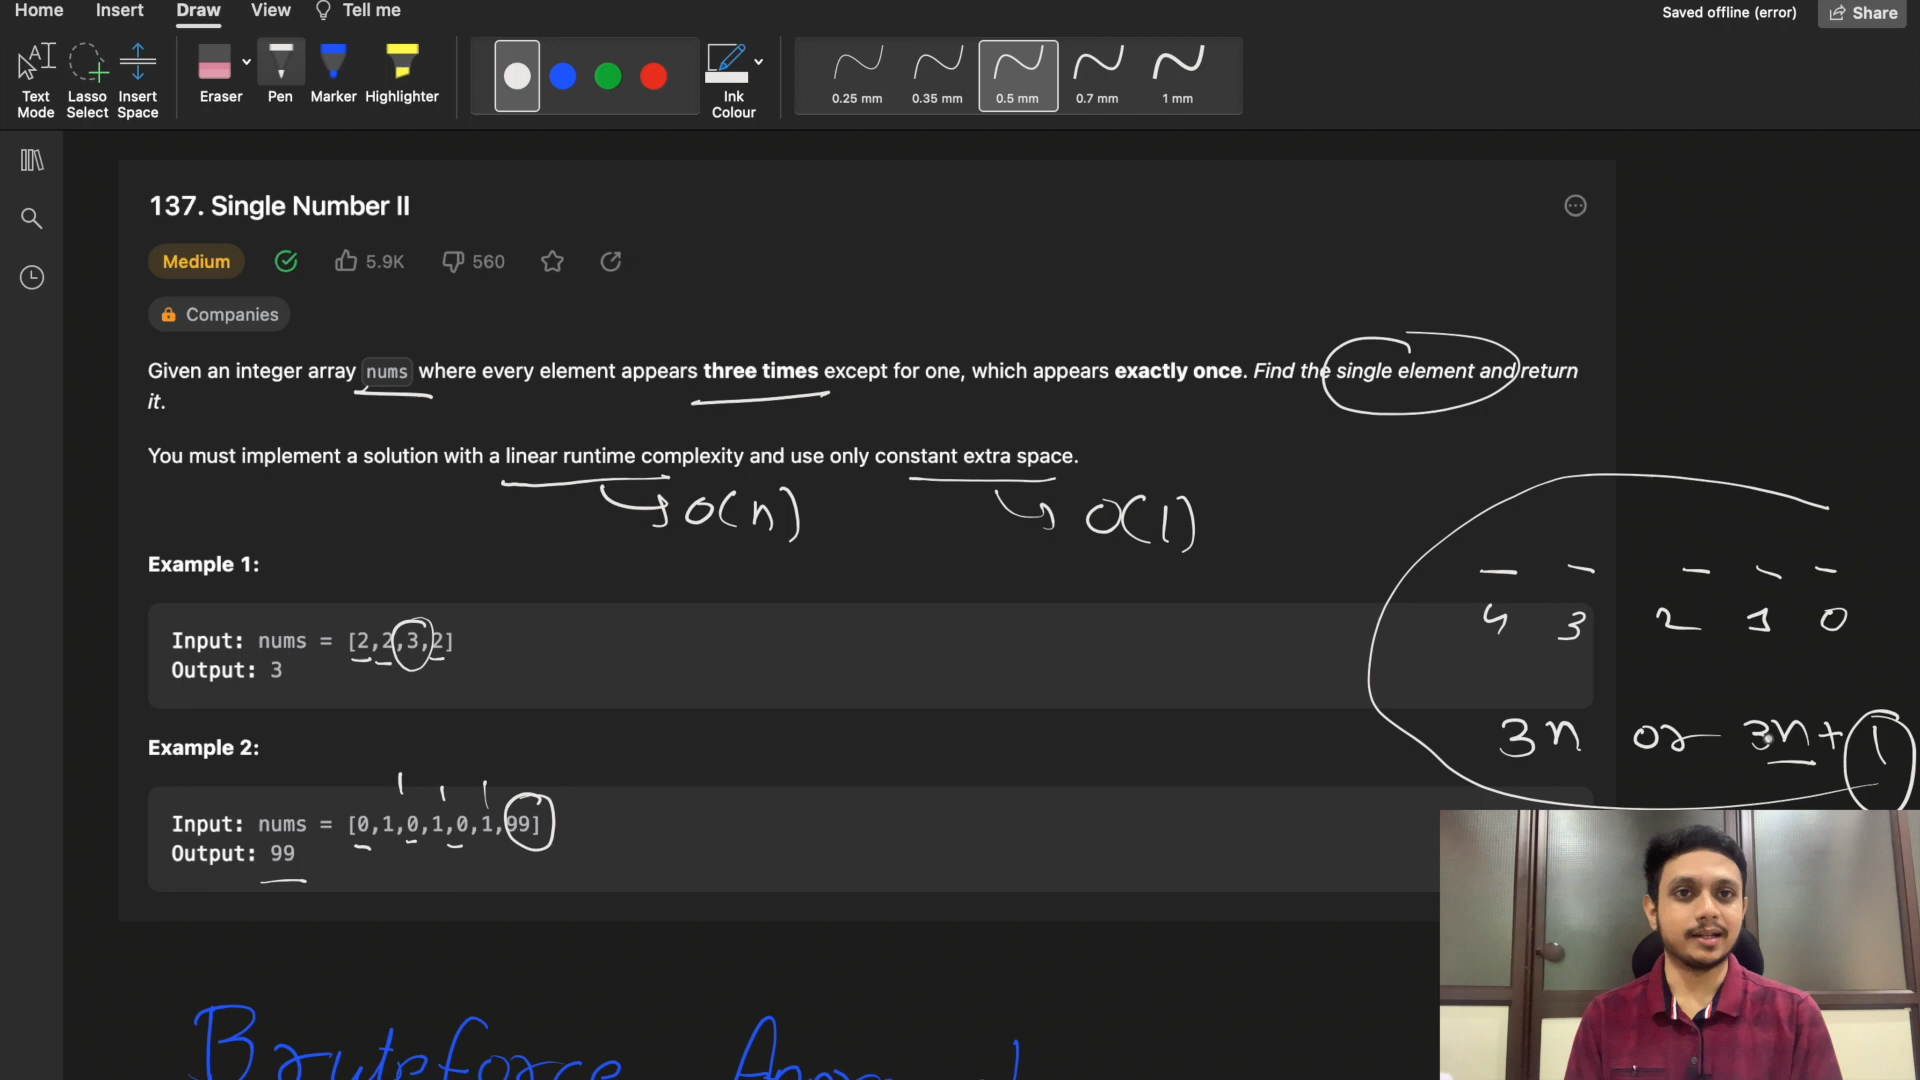 Home Insert Draw View Tell me
Saved offline (error) Share
Text Mode
Lasso Select
Insert Space
Eraser
Pen
Marker
Highlighter
Ink Colour
0.25 mm 0.35 mm 0.5 mm 0.7 mm 1 mm
137. Single Number II
Medium 5.9K 560
Companies
Given an integer array nums where every element appears three times except for one, which appears exactly once. Find the single element and return
it.
You must implement a solution with a linear runtime complexity and use only constant extra space.
O(n) O(1)
Example 1:
4 3 2 1 0
Input: nums = [2,2,3,2]
Output: 3
3n or 3n+1
Example 2:
1 1 1
Input: nums = [0,1,0,1,0,1,99]
Output: 99
Bruteforce